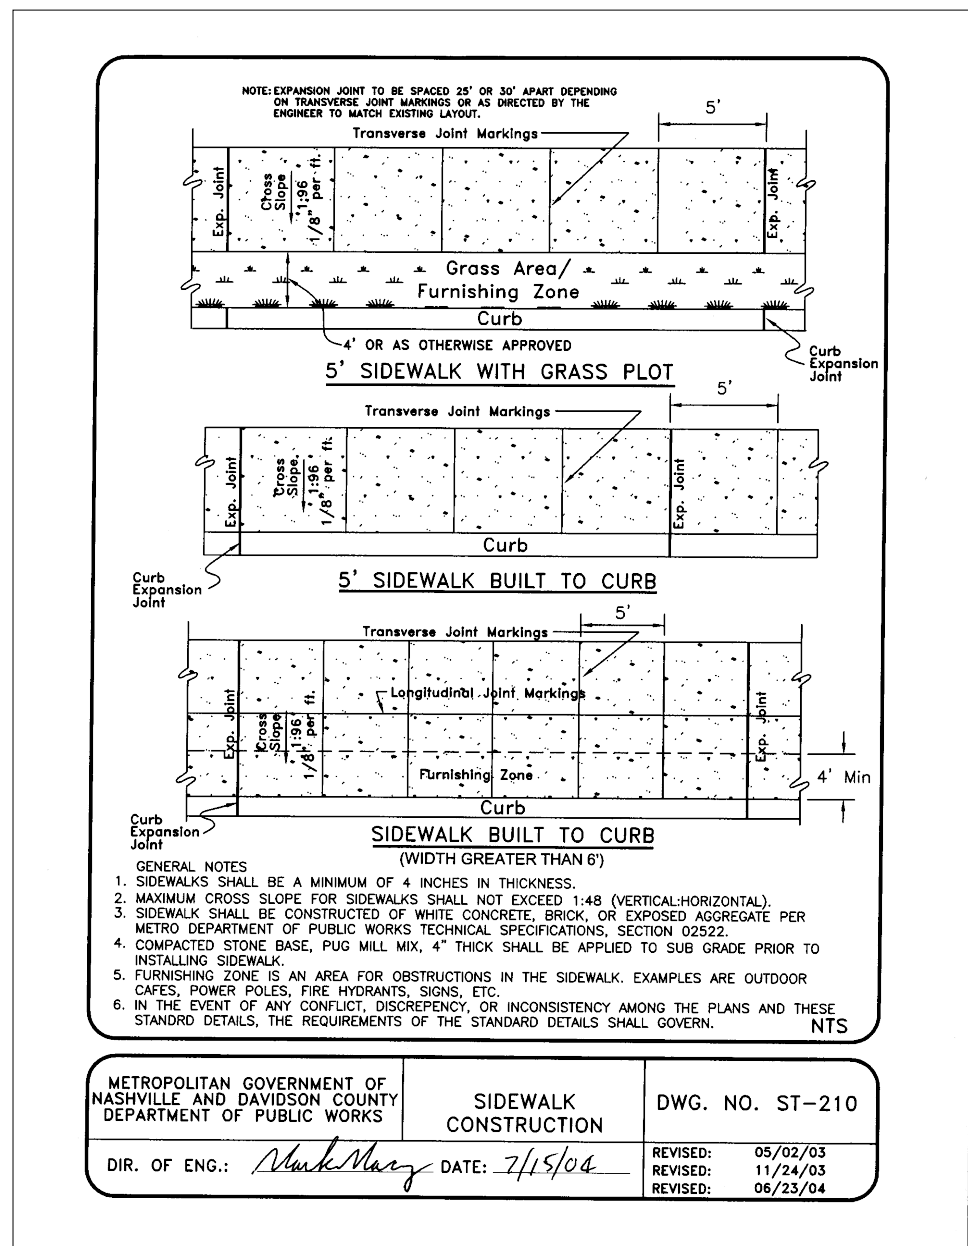 NOTE: EXPANSION JOINT TO BE SPACED 25' OR 30' APART DEPENDING
ON TRANSVERSE JOINT MARKINGS OR AS DIRECTED BY THE
ENGINEER TO MATCH EXISTING LAYOUT.
5'
Transverse Joint Markings
Exp. Joint
Cross
Slope
1:96
1/8" per ft.
Exp. Joint
Grass Area/
Furnishing Zone
Curb
4' OR AS OTHERWISE APPROVED
Curb
Expansion
Joint
5' SIDEWALK WITH GRASS PLOT
5'
Transverse Joint Markings
Exp. Joint
Cross
Slope
1:96
1/8" per ft.
Exp. Joint
Curb
Curb
Expansion
Joint
5' SIDEWALK BUILT TO CURB
5'
Transverse Joint Markings
Longitudinal Joint Markings
Exp. Joint
Cross
Slope
1:96
1/8" per ft.
Exp. Joint
Furnishing Zone
4' Min
Curb
Curb
Expansion
Joint
SIDEWALK BUILT TO CURB
(WIDTH GREATER THAN 6')
GENERAL NOTES
1. SIDEWALKS SHALL BE A MINIMUM OF 4 INCHES IN THICKNESS.
2. MAXIMUM CROSS SLOPE FOR SIDEWALKS SHALL NOT EXCEED 1:48 (VERTICAL:HORIZONTAL).
3. SIDEWALK SHALL BE CONSTRUCTED OF WHITE CONCRETE, BRICK, OR EXPOSED AGGREGATE PER
METRO DEPARTMENT OF PUBLIC WORKS TECHNICAL SPECIFICATIONS, SECTION 02522.
4. COMPACTED STONE BASE, PUG MILL MIX, 4" THICK SHALL BE APPLIED TO SUB GRADE PRIOR TO
INSTALLING SIDEWALK.
5. FURNISHING ZONE IS AN AREA FOR OBSTRUCTIONS IN THE SIDEWALK. EXAMPLES ARE OUTDOOR
CAFES, POWER POLES, FIRE HYDRANTS, SIGNS, ETC.
6. IN THE EVENT OF ANY CONFLICT, DISCREPENCY, OR INCONSISTENCY AMONG THE PLANS AND THESE
STANDRD DETAILS, THE REQUIREMENTS OF THE STANDARD DETAILS SHALL GOVERN.
NTS
METROPOLITAN GOVERNMENT OF
NASHVILLE AND DAVIDSON COUNTY
DEPARTMENT OF PUBLIC WORKS
SIDEWALK
CONSTRUCTION
DWG. NO. ST-210
DIR. OF ENG.: Mark Macy DATE: 7/15/04
REVISED: 05/02/03
REVISED: 11/24/03
REVISED: 06/23/04